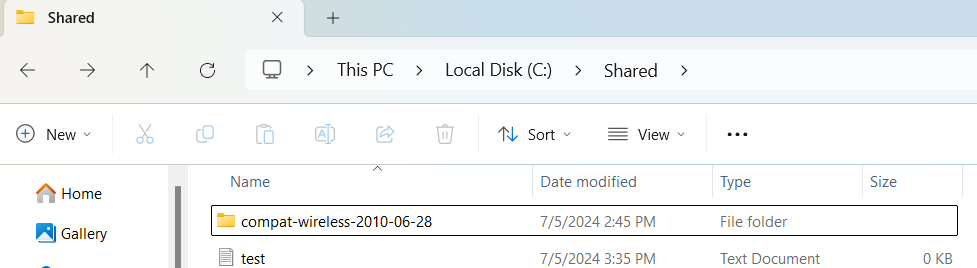 Shared
This PC > Local Disk (C:) > Shared >
New Sort View
Name Date modified Type Size
Home
compat-wireless-2010-06-28 7/5/2024 2:45 PM File folder
Gallery
test 7/5/2024 3:35 PM Text Document 0 KB